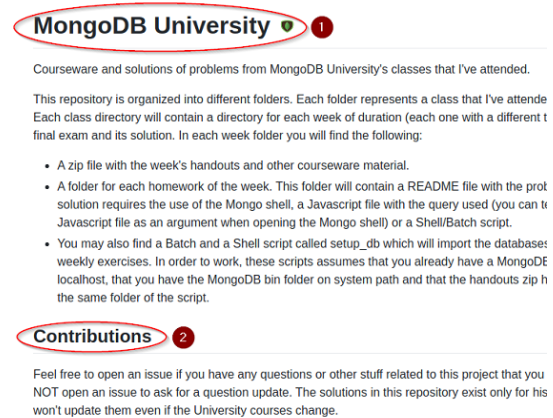 MongoDB University 1
Courseware and solutions of problems from MongoDB University's classes that I've attended.
This repository is organized into different folders. Each folder represents a class that I've
Each class directory will contain a directory for each week of duration (each one with a different
final exam and its solution. In each week folder you will find the following:
• A zip file with the week's handouts and other courseware material.
• A folder for each homework of the week. This folder will contain a README file with the
solution requires the use of the Mongo shell, a Javascript file with the query used (you can
Javascript file as an argument when opening the Mongo shell) or a Shell/Batch script.
• You may also find a Batch and a Shell script called setup_db which will import the databases
weekly exercises. In order to work, these scripts assumes that you already have a
localhost, that you have the MongoDB bin folder on system path and that the handouts zip
the same folder of the script.
Contributions 2
Feel free to open an issue if you have any questions or other stuff related to this project that you
NOT open an issue to ask for a question update. The solutions in this repository exist only for
won't update them even if the University courses change.